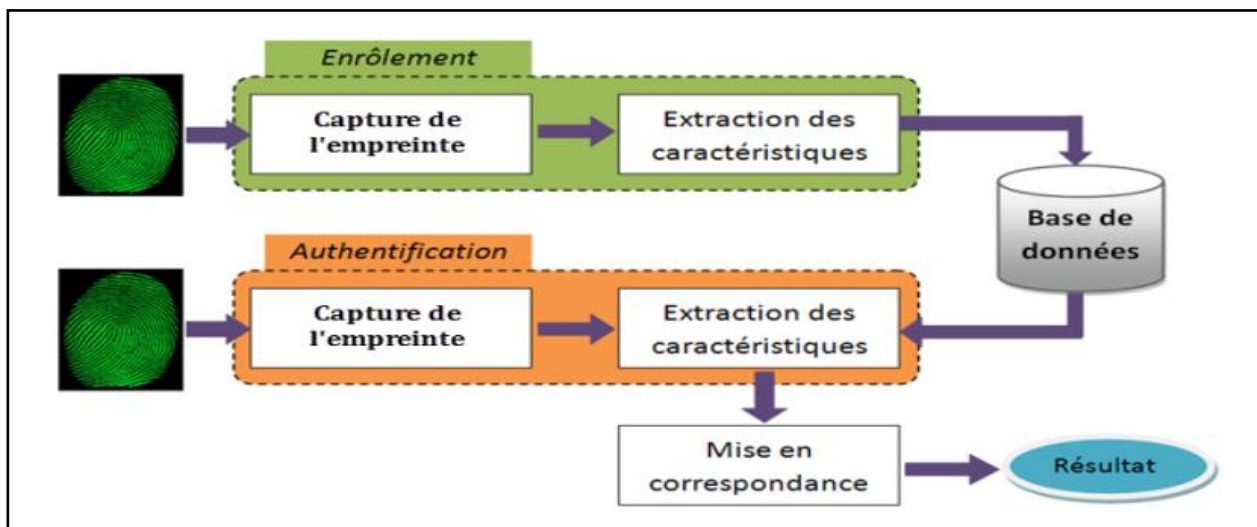 Enrôlement
Capture de
l'empreinte
Extraction des
caractéristiques
Base de
données
Authentification
Capture de
l'empreinte
Extraction des
caractéristiques
Mise en
correspondance
Résultat